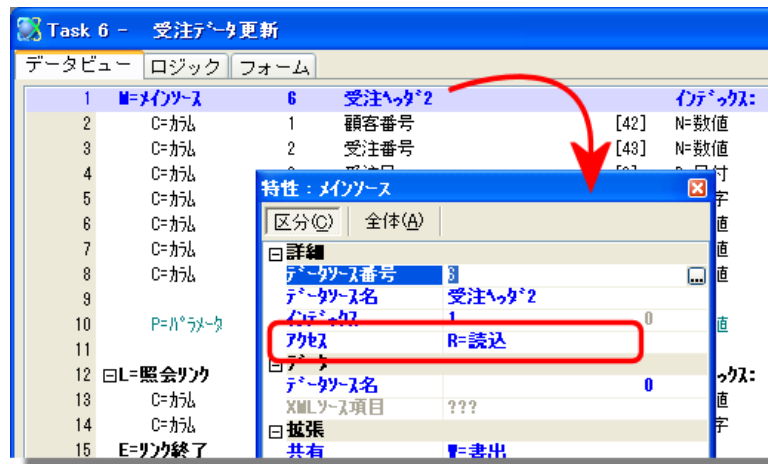 Task 6 - 受注ﾃﾞｰﾀ更新
データビュー ロジック フォーム
1 M=ﾒｲﾝｿｰｽ 6 受注ﾍｯﾀﾞ2 ｲﾝﾃﾞｯｸｽ:
2 C=ｶﾗﾑ 1 顧客番号 [42] N=数値
3 C=ｶﾗﾑ 2 受注番号 [43] N=数値
4 C=ｶﾗﾑ
5 C=ｶﾗﾑ 字
6 C=ｶﾗﾑ 値
7 C=ｶﾗﾑ 値
8 C=ｶﾗﾑ 値
9
10 P=ﾊﾟﾗﾒｰﾀ 値
11
12 L=照会ﾘﾝｸ ｯｸｽ:
13 C=ｶﾗﾑ 値
14 C=ｶﾗﾑ 字
15 E=ﾘﾝｸ終了
特性：ﾒｲﾝｿｰｽ
区分(C) 全体(A)
詳細
ﾃﾞｰﾀｿｰｽ番号 6 ...
ﾃﾞｰﾀｿｰｽ名 受注ﾍｯﾀﾞ2
ｲﾝﾃﾞｯｸｽ 1 0
ｱｸｾｽ R=読込
ﾃﾞｰﾀ
ﾃﾞｰﾀｿｰｽ名 0
XMLｿｰｽ項目 ???
拡張
共有 W=書出